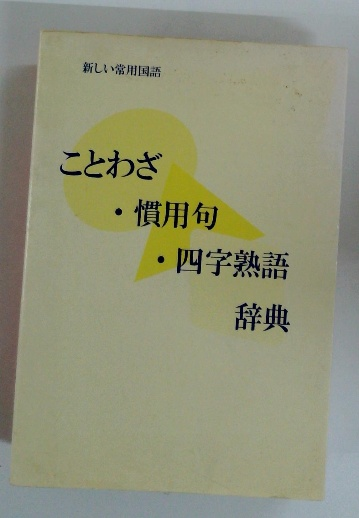 新しい常用国語
ことわざ
・慣用句
・四字熟語
辞典